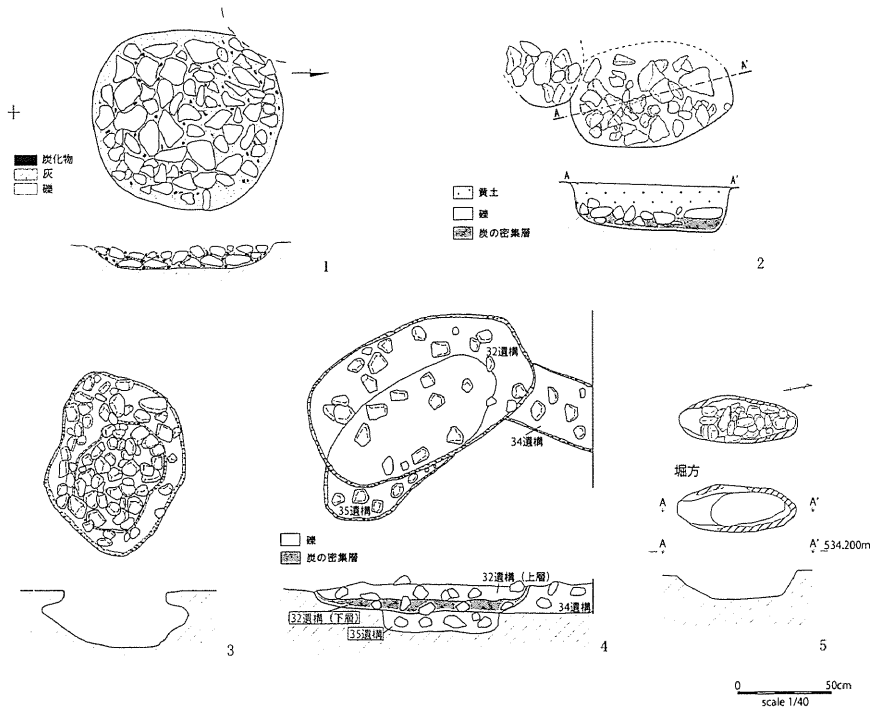 炭化物
灰
礫
1
A
A'
黄土
礫
炭の密集層
A
A'
2
3
32遺構
34遺構
35遺構
礫
炭の密集層
32遺構（上層）
34遺構
32遺構（下層）
35遺構
4
堀方
A
A'
A
A'
534.200m
5
0
50cm
scale 1/40